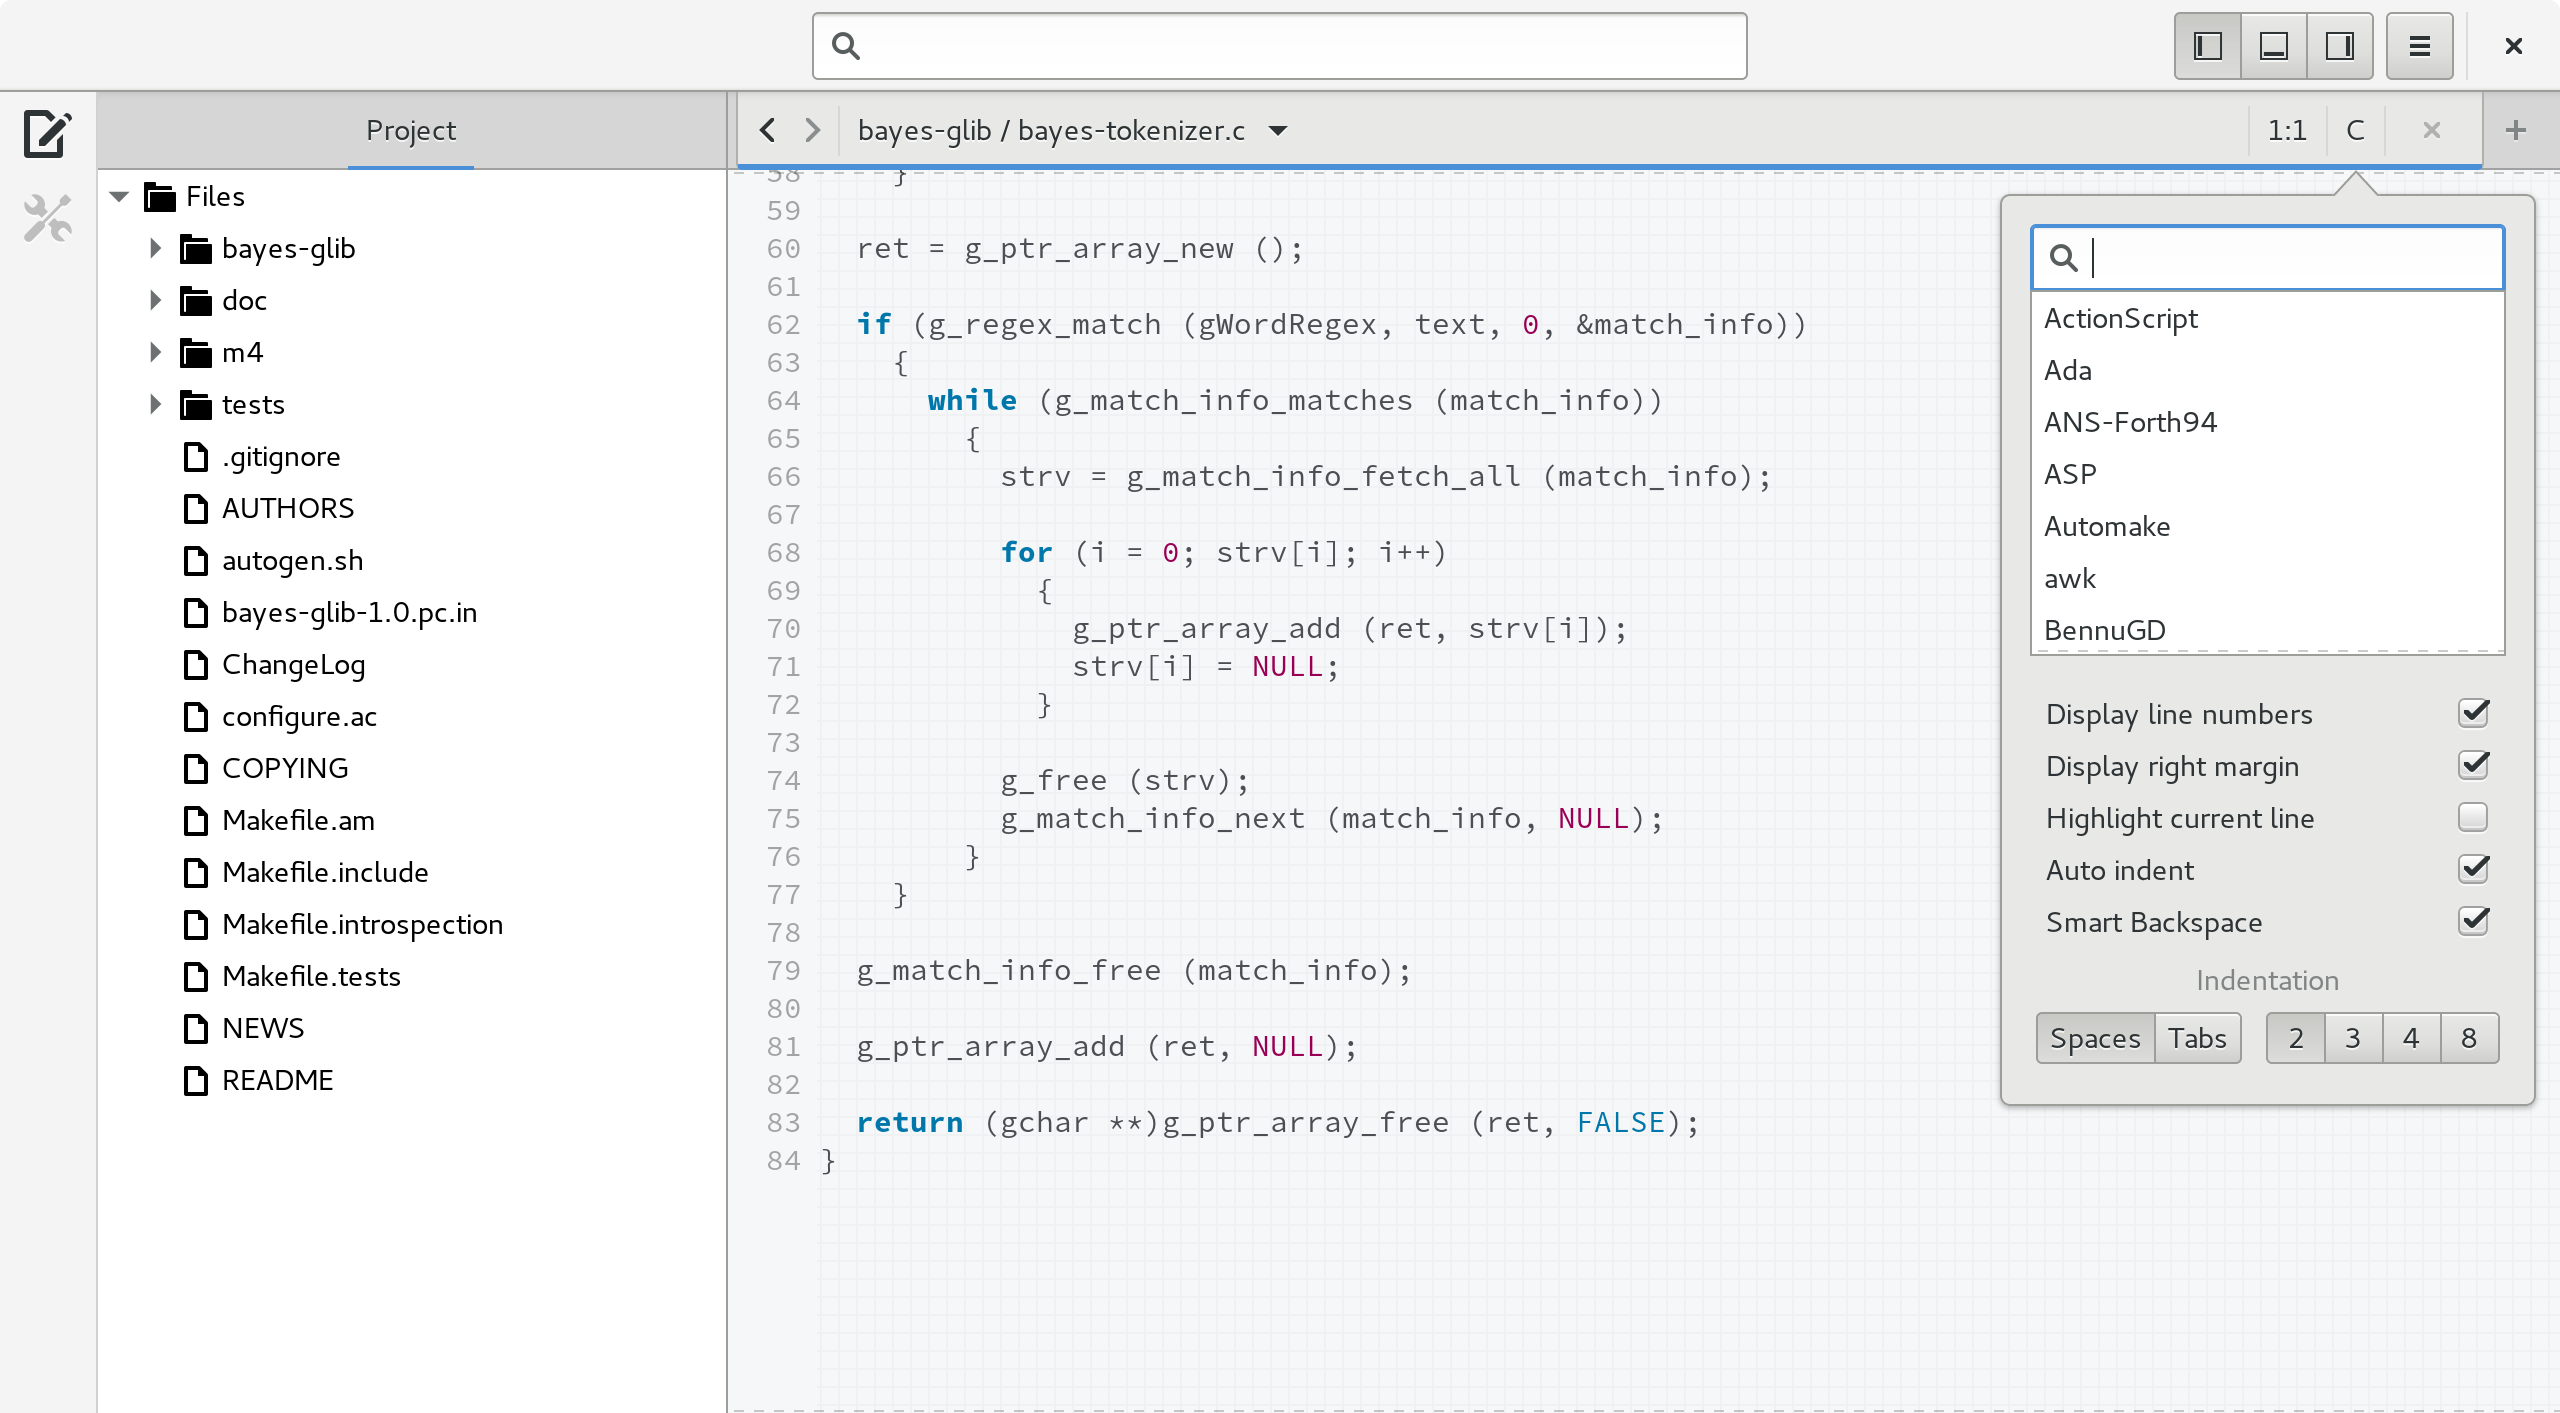 Project
bayes-glib / bayes-tokenizer.c
1:1
C
Files
bayes-glib
doc
m4
tests
.gitignore
AUTHORS
autogen.sh
bayes-glib-1.0.pc.in
ChangeLog
configure.ac
COPYING
Makefile.am
Makefile.include
Makefile.introspection
Makefile.tests
NEWS
README
58       }
59
60   ret = g_ptr_array_new ();
61
62   if (g_regex_match (gWordRegex, text, 0, &match_info))
63     {
64       while (g_match_info_matches (match_info))
65         {
66           strv = g_match_info_fetch_all (match_info);
67
68           for (i = 0; strv[i]; i++)
69             {
70               g_ptr_array_add (ret, strv[i]);
71               strv[i] = NULL;
72             }
73
74           g_free (strv);
75           g_match_info_next (match_info, NULL);
76         }
77     }
78
79   g_match_info_free (match_info);
80
81   g_ptr_array_add (ret, NULL);
82
83   return (gchar **)g_ptr_array_free (ret, FALSE);
84 }
ActionScript
Ada
ANS-Forth94
ASP
Automake
awk
BennuGD
Display line numbers
Display right margin
Highlight current line
Auto indent
Smart Backspace
Indentation
Spaces Tabs 2 3 4 8